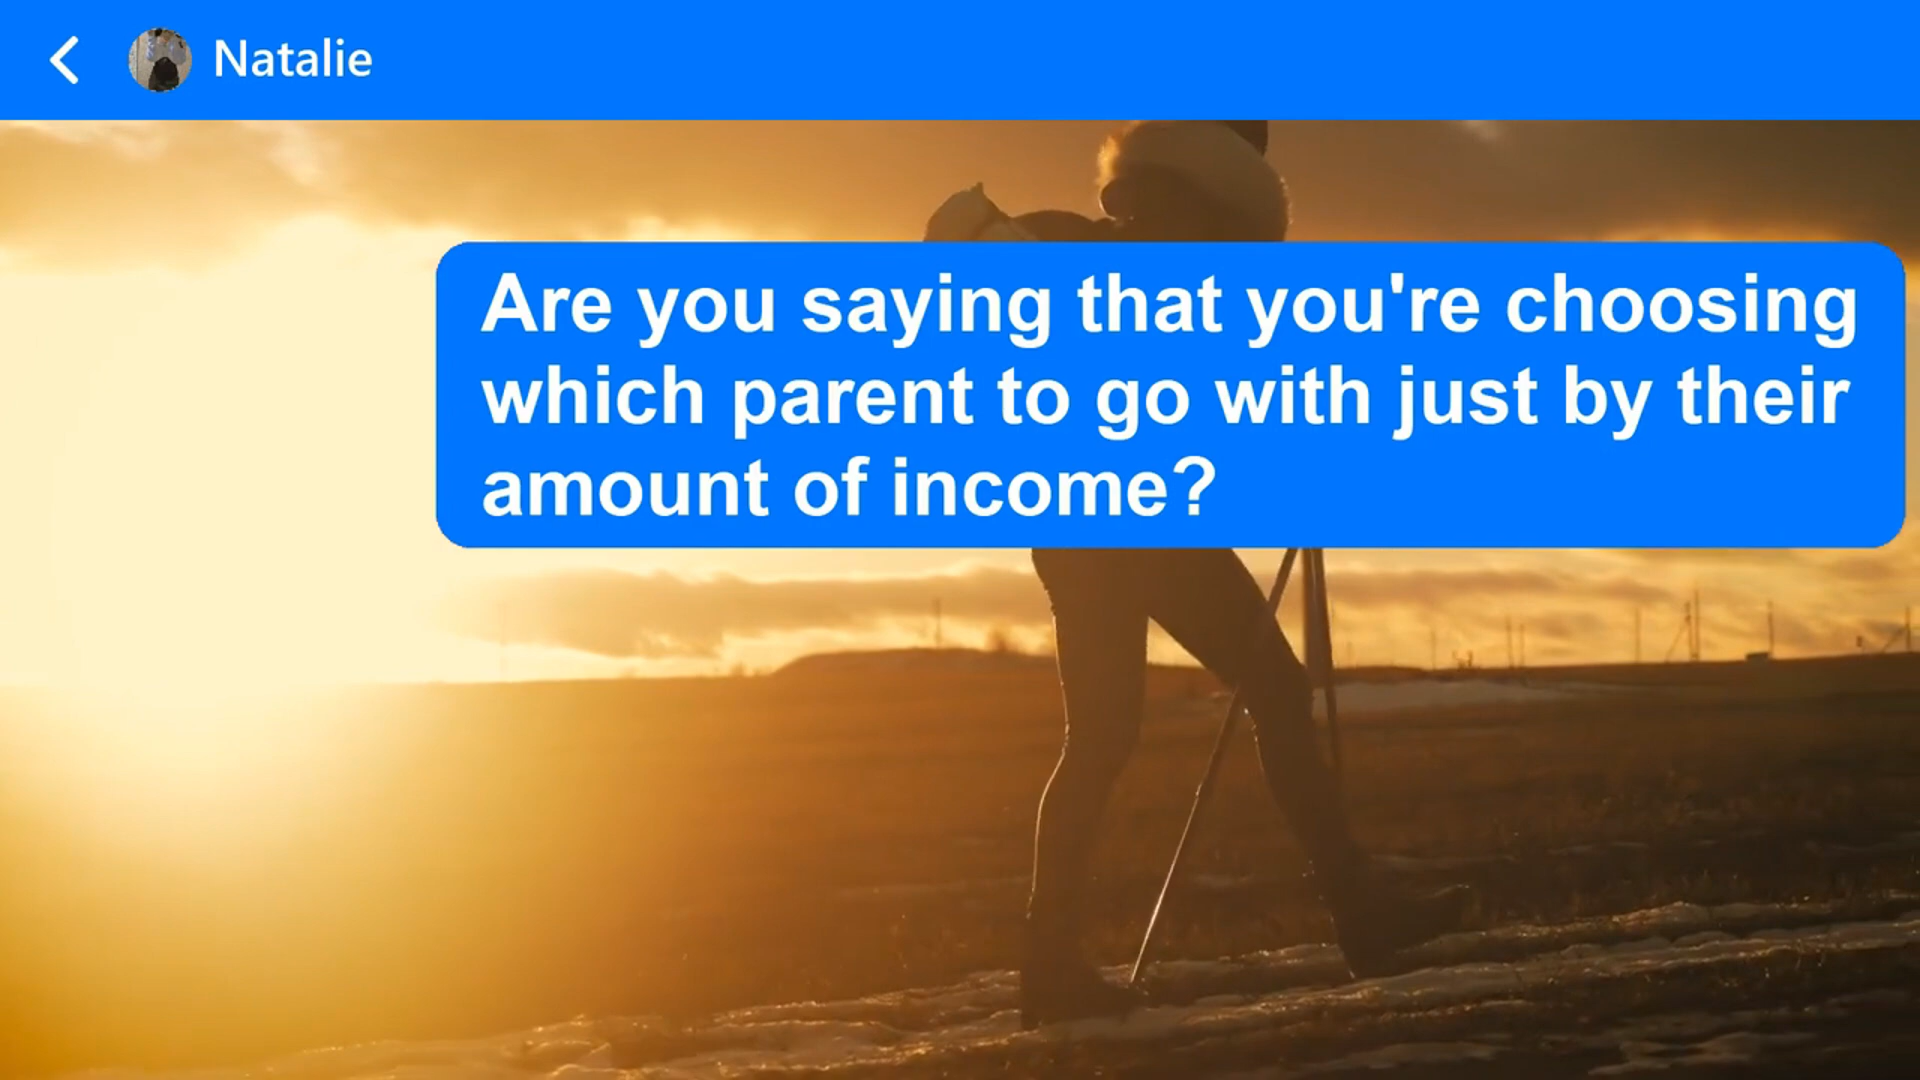 Natalie
Are you saying that you're choosing
which parent to go with just by their
amount of income?